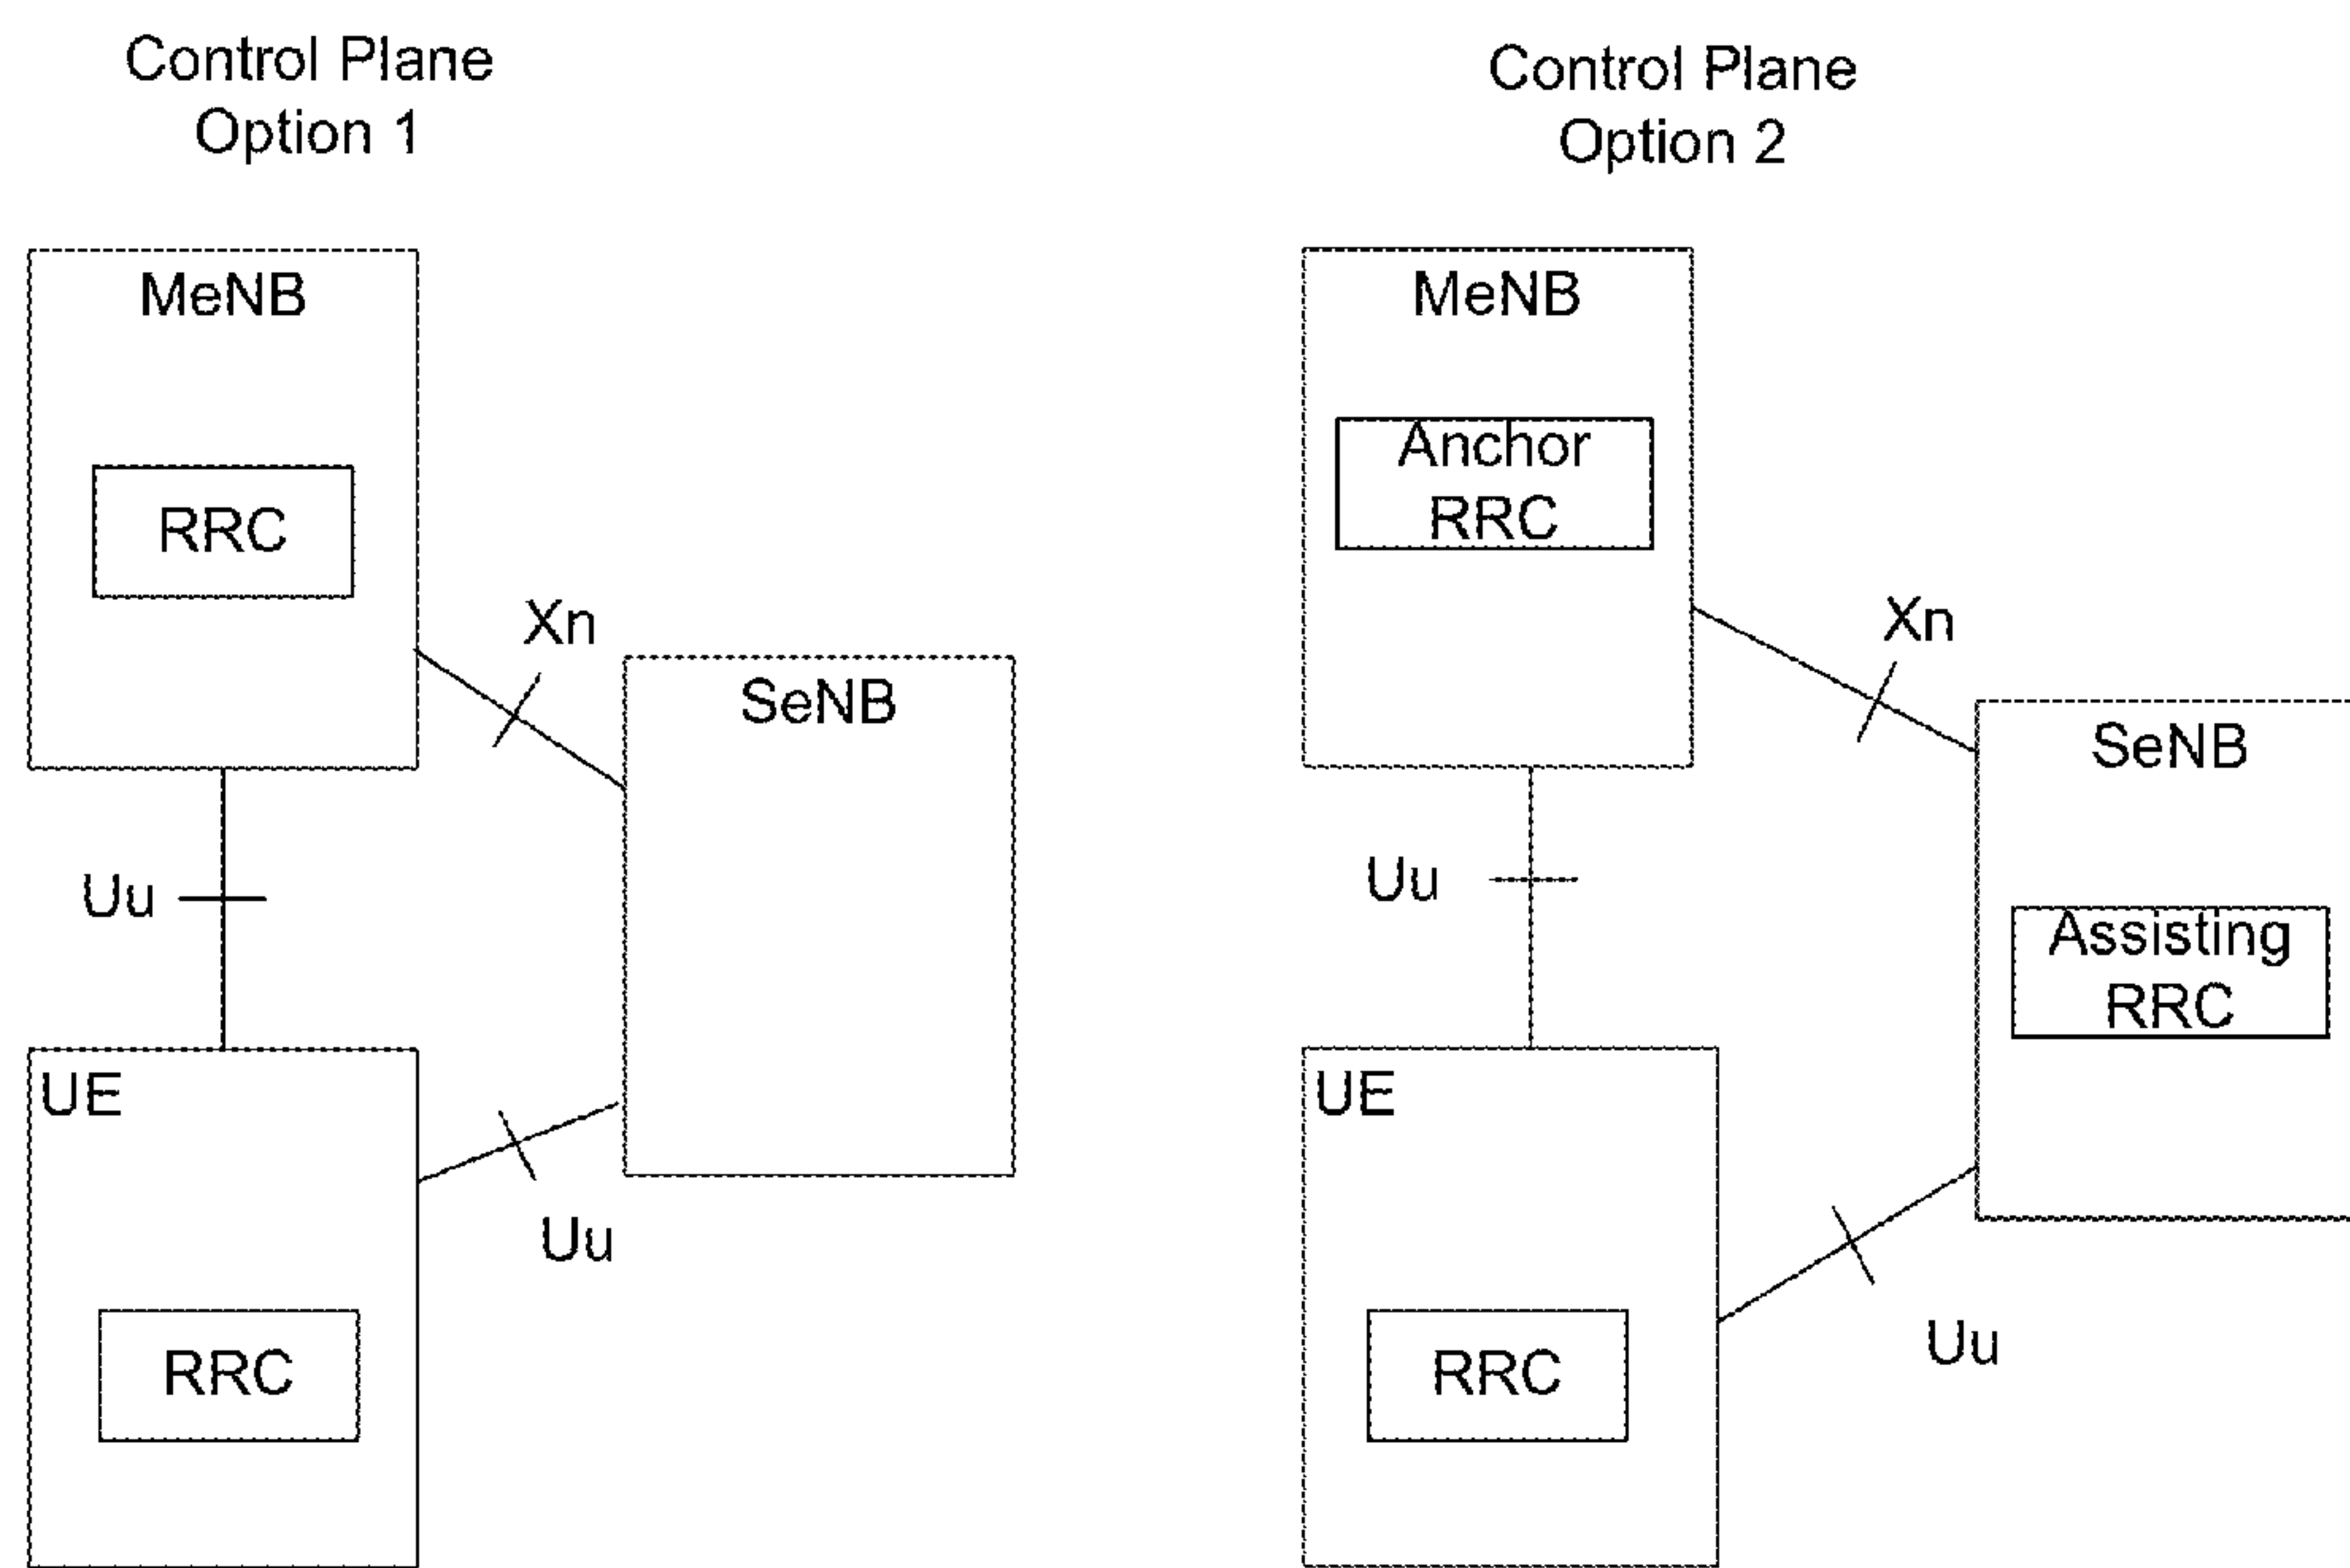 Control Plane
Option 1
MeNB
RRC
Xn
SeNB
Uu
UE
Uu
RRC
Control Plane
Option 2
MeNB
Anchor
RRC
Xn
SeNB
Uu
Assisting
RRC
UE
Uu
RRC